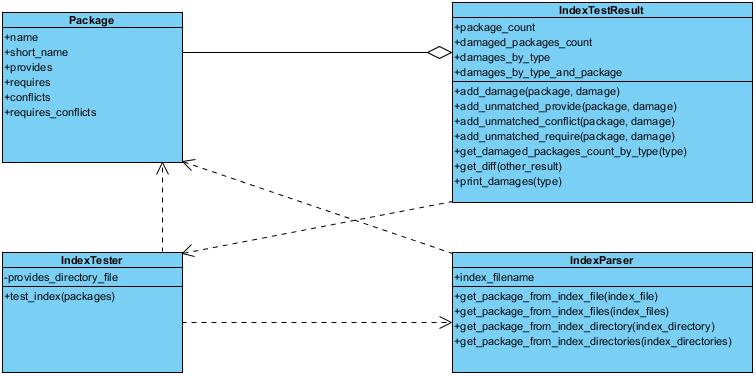 Package
+name
+short_name
+provides
+requires
+conflicts
+requires_conflicts
IndexTestResult
+package_count
+damaged_packages_count
+damages_by_type
+damages_by_type_and_package
+add_damage(package, damage)
+add_unmatched_provide(package, damage)
+add_unmatched_conflict(package, damage)
+add_unmatched_require(package, damage)
+get_damaged_packages_count_by_type(type)
+get_diff(other_result)
+print_damages(type)
IndexTester
-provides_directory_file
+test_index(packages)
IndexParser
+index_filename
+get_package_from_index_file(index_file)
+get_package_from_index_files(index_files)
+get_package_from_index_directory(index_directory)
+get_package_from_index_directories(index_directories)